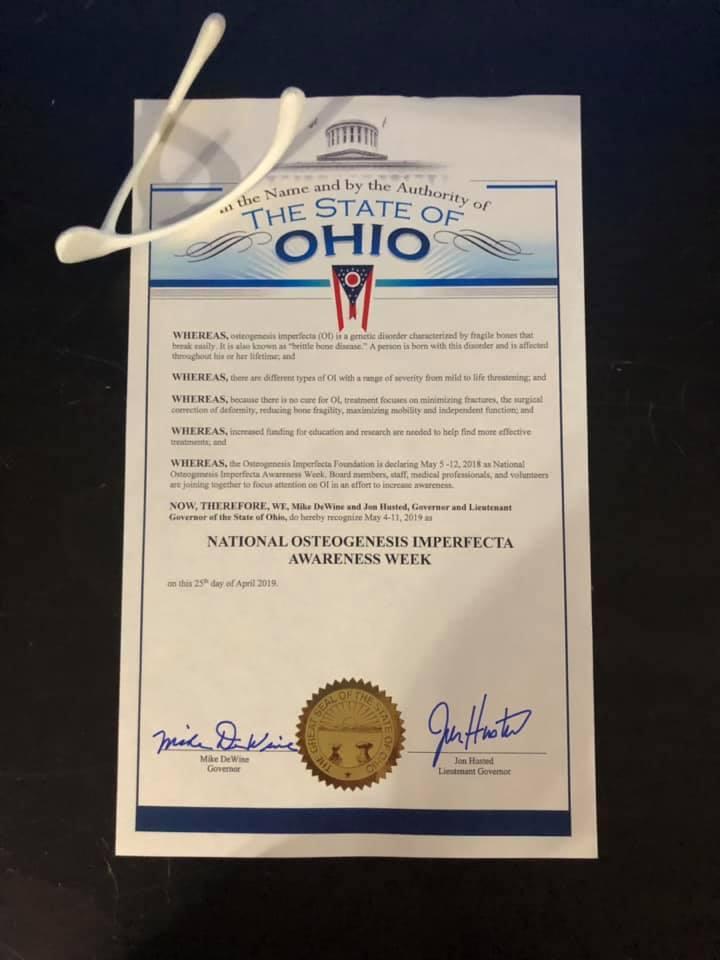 in the Name and by the Authority of
THE STATE OF
OHIO
WHEREAS, osteogenesis imperfecta (OI) is a genetic disorder characterized by fragile bones that
break easily. It is also known as “brittle bone disease.” A person is born with this disorder and is affected
throughout his or her lifetime; and
WHEREAS, there are different types of OI with a range of severity from mild to life threatening; and
WHEREAS, because there is no cure for OI, treatment focuses on minimizing fractures, the surgical
correction of deformity, reducing bone fragility, maximizing mobility and independent function; and
WHEREAS, increased funding for education and research are needed to help find more effective
treatments; and
WHEREAS, the Osteogenesis Imperfecta Foundation is declaring May 5 -12, 2018 as National
Osteogenesis Imperfecta Awareness Week. Board members, staff, medical professionals, and volunteers
are joining together to focus attention on OI in an effort to increase awareness.
NOW, THEREFORE, WE, Mike DeWine and Jon Husted, Governor and Lieutenant
Governor of the State of Ohio, do hereby recognize May 4-11, 2019 as
NATIONAL OSTEOGENESIS IMPERFECTA
AWARENESS WEEK
on this 25th day of April 2019.
Mike DeWine
Mike DeWine
Governor
THE GREAT SEAL OF THE STATE OF OHIO
Jon Husted
Jon Husted
Lieutenant Governor